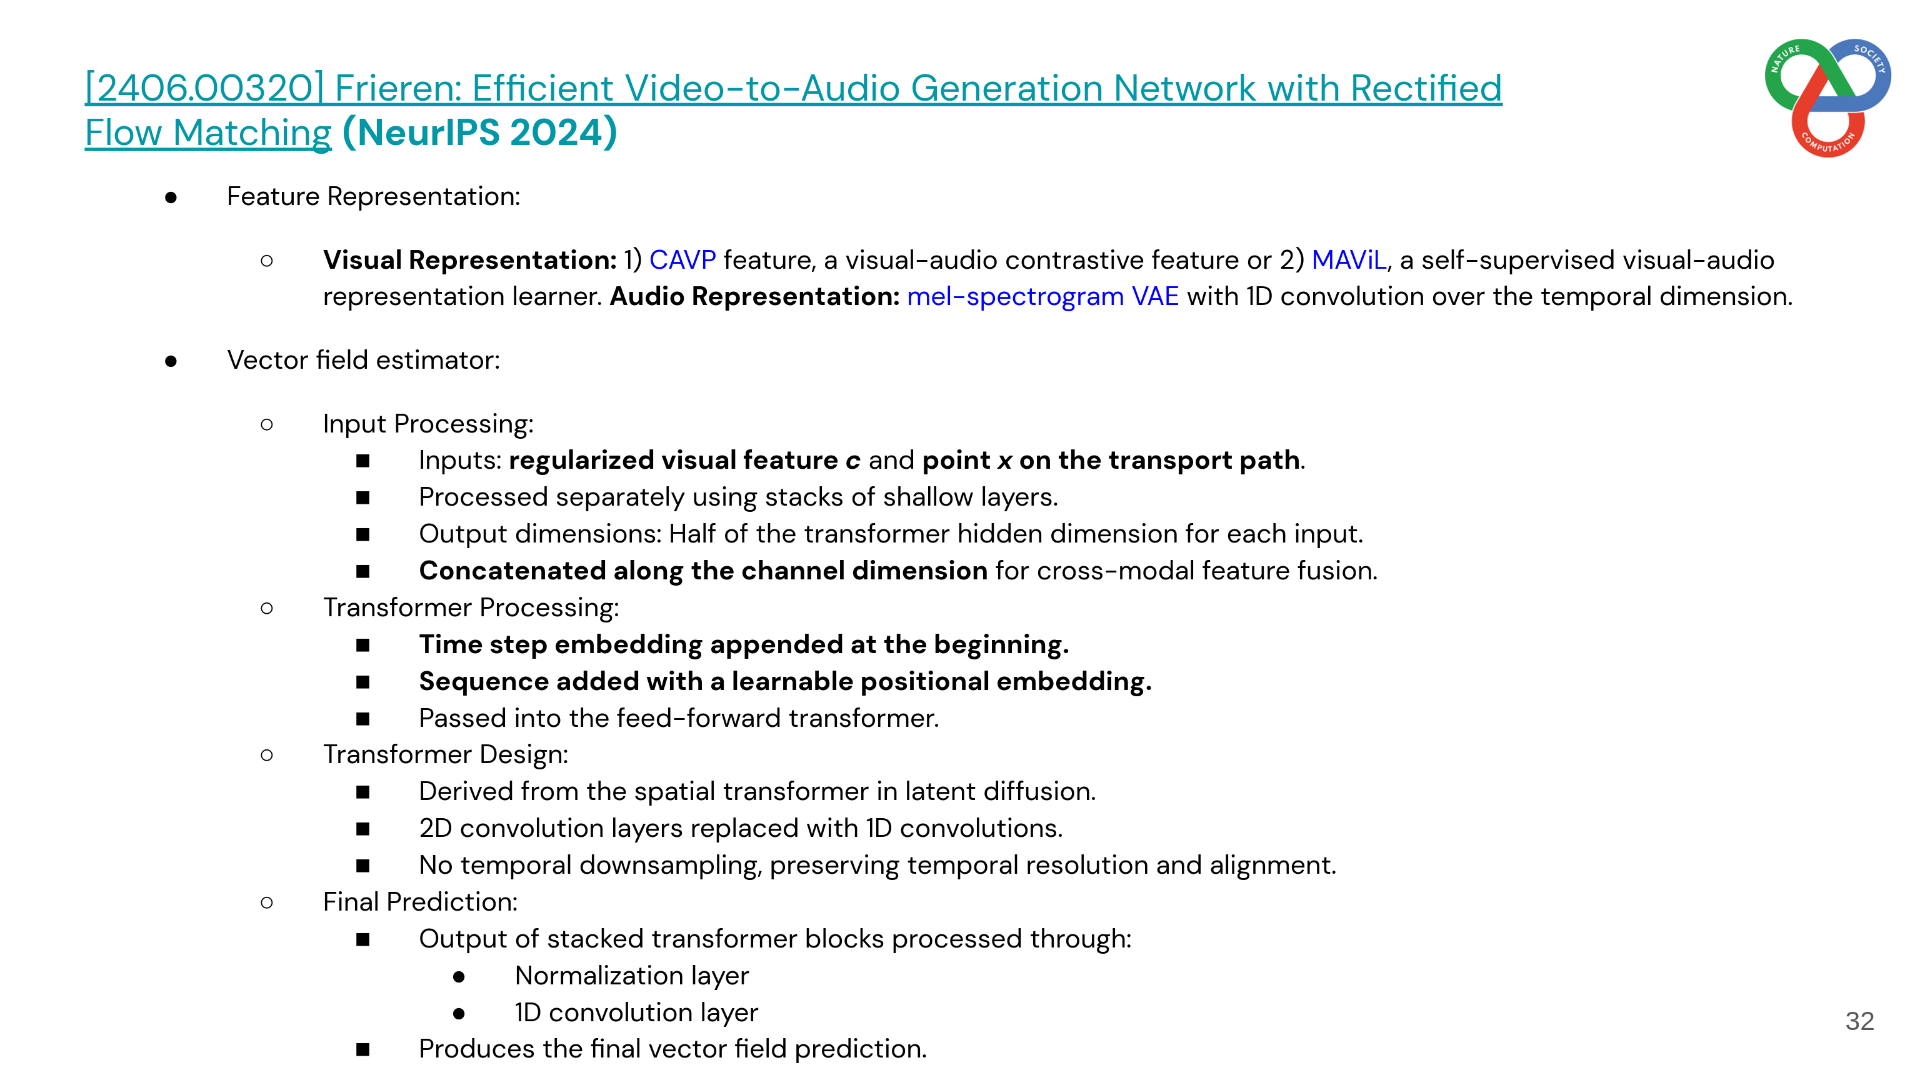 [2406.00320] Frieren: Efficient Video-to-Audio Generation Network with Rectified
Flow Matching (NeurIPS 2024)
NATURE
SOCIETY
COMPUTATION
● Feature Representation:
○ Visual Representation: 1) CAVP feature, a visual-audio contrastive feature or 2) MAViL, a self-supervised visual-audio
representation learner. Audio Representation: mel-spectrogram VAE with 1D convolution over the temporal dimension.
● Vector field estimator:
○ Input Processing:
■ Inputs: regularized visual feature c and point x on the transport path.
■ Processed separately using stacks of shallow layers.
■ Output dimensions: Half of the transformer hidden dimension for each input.
■ Concatenated along the channel dimension for cross-modal feature fusion.
○ Transformer Processing:
■ Time step embedding appended at the beginning.
■ Sequence added with a learnable positional embedding.
■ Passed into the feed-forward transformer.
○ Transformer Design:
■ Derived from the spatial transformer in latent diffusion.
■ 2D convolution layers replaced with 1D convolutions.
■ No temporal downsampling, preserving temporal resolution and alignment.
○ Final Prediction:
■ Output of stacked transformer blocks processed through:
● Normalization layer
● 1D convolution layer
■ Produces the final vector field prediction.
32